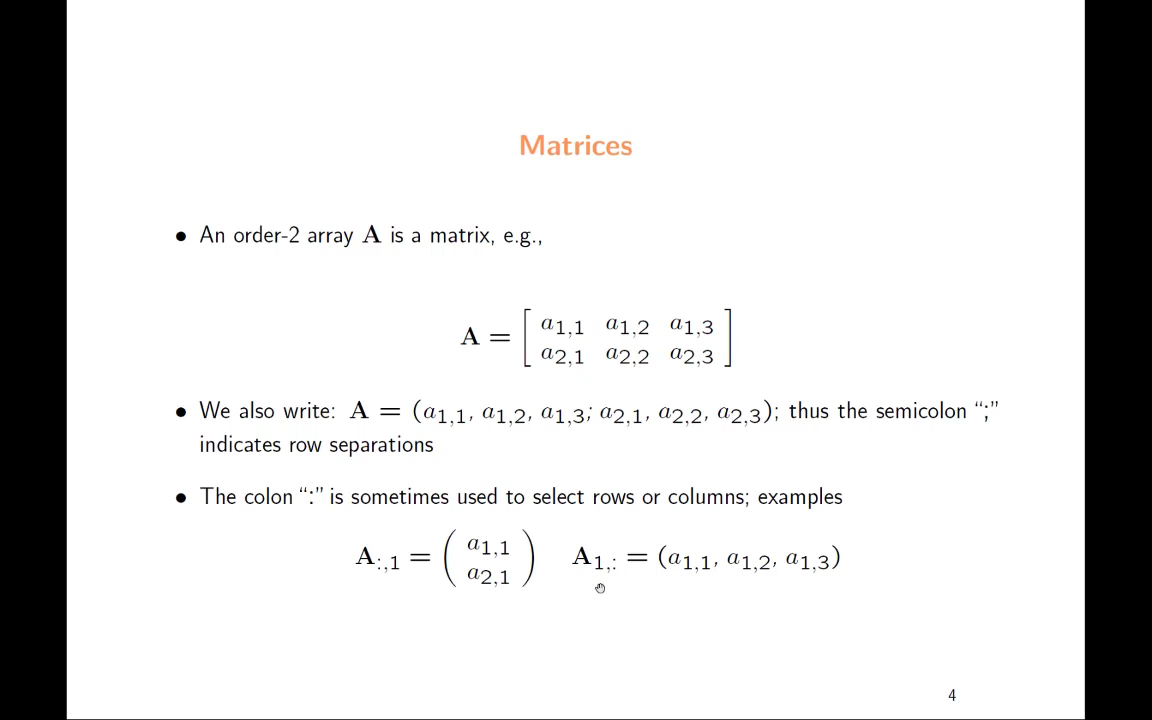 Matrices
• An order-2 array A is a matrix, e.g.,
A = [ a1,1 a1,2 a1,3
a2,1 a2,2 a2,3 ]
• We also write: A = (a1,1, a1,2, a1,3; a2,1, a2,2, a2,3); thus the semicolon “;”
indicates row separations
• The colon “:” is sometimes used to select rows or columns; examples
A:,1 = ( a1,1 a2,1 ) A1,: = (a1,1, a1,2, a1,3)
4